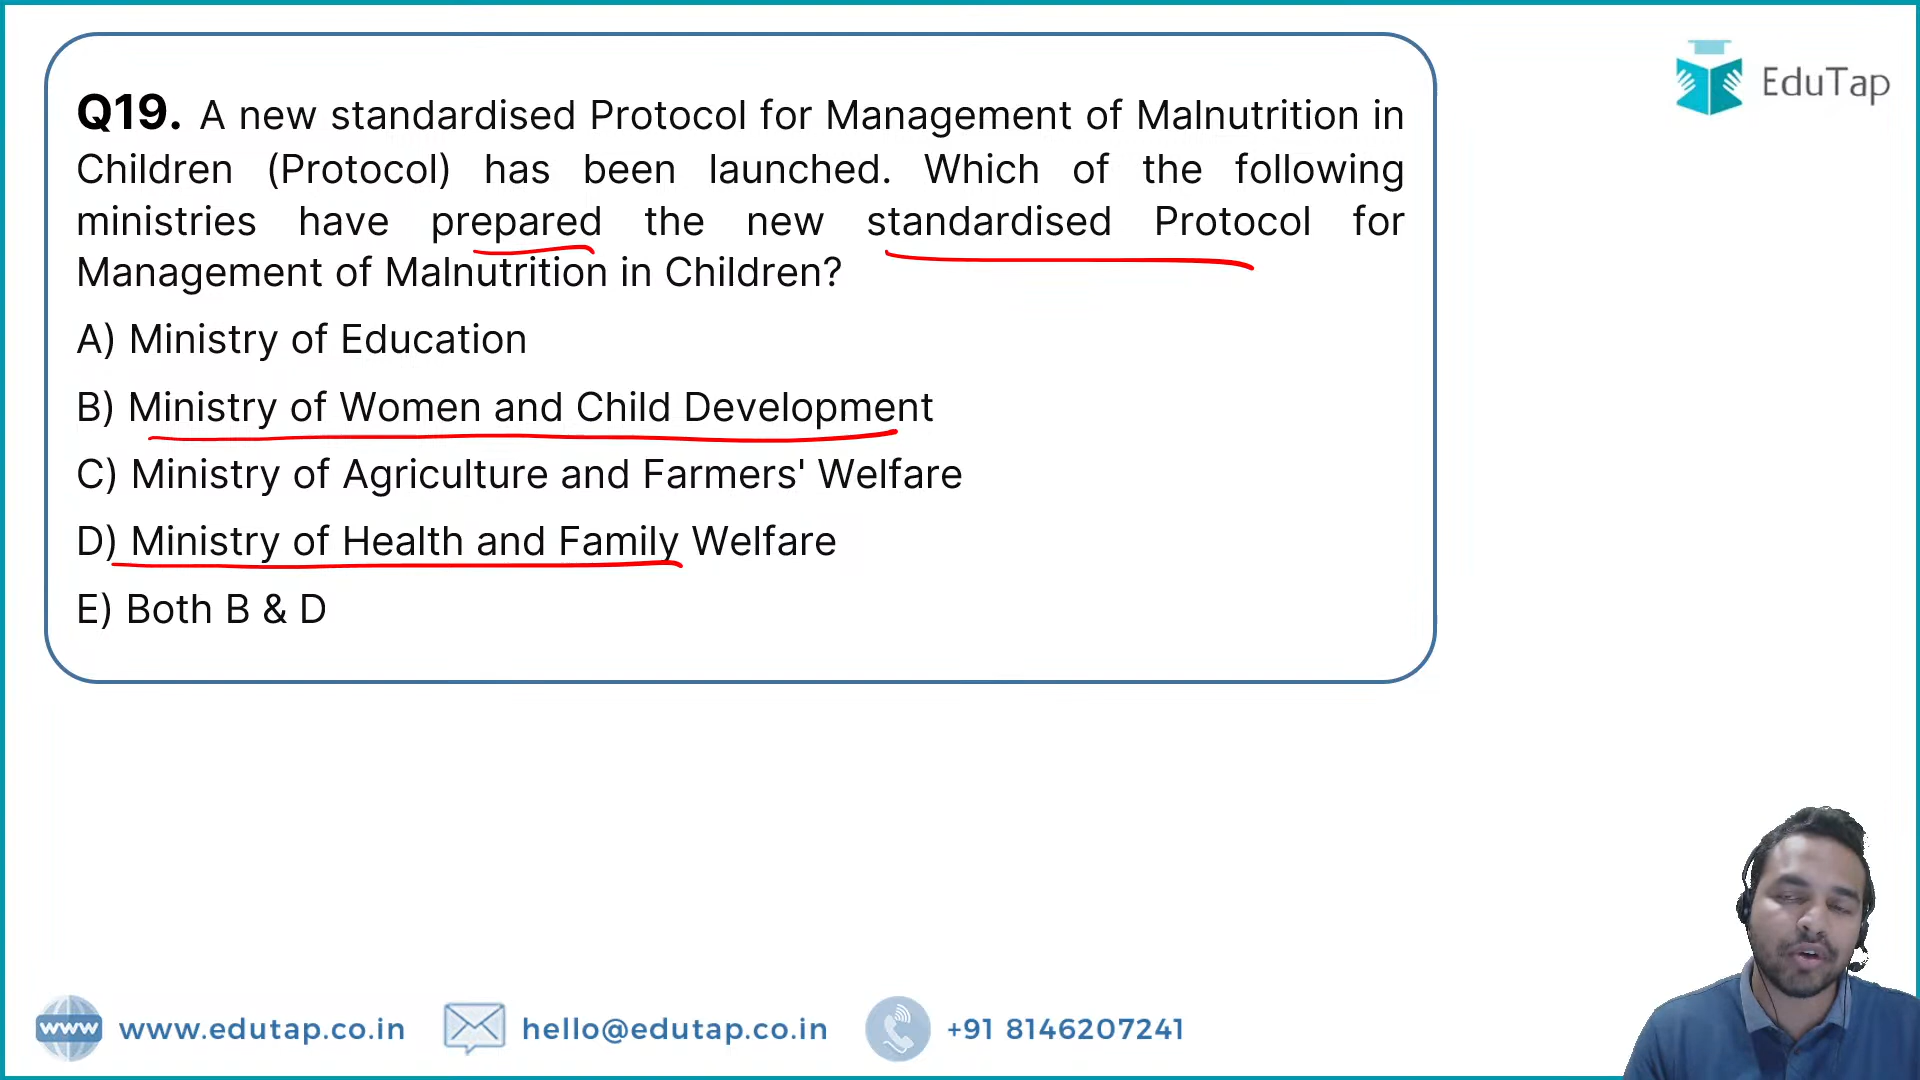 EduTap
Q19. A new standardised Protocol for Management of Malnutrition in
Children (Protocol) has been launched. Which of the following
ministries have prepared the new standardised Protocol for
Management of Malnutrition in Children?
A) Ministry of Education
B) Ministry of Women and Child Development
C) Ministry of Agriculture and Farmers' Welfare
D) Ministry of Health and Family Welfare
E) Both B & D
www www.edutap.co.in hello@edutap.co.in +91 8146207241